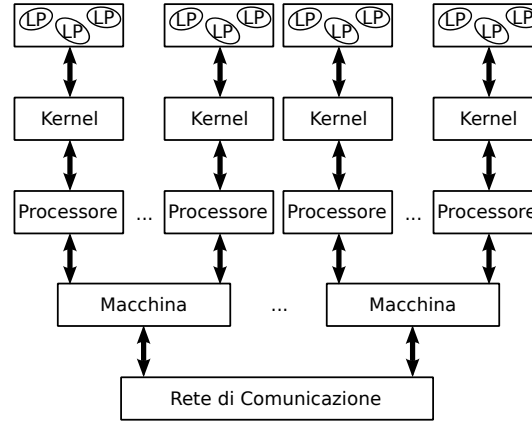 LP LP LP LP LP LP LP LP LP LP LP LP
Kernel Kernel Kernel Kernel
Processore ... Processore Processore ... Processore
Macchina ... Macchina
Rete di Comunicazione